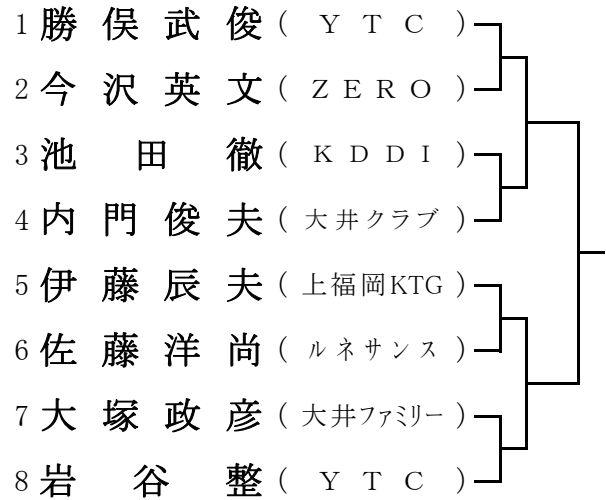 1 勝俣武俊 ( YTC )
2 今沢英文 ( ZERO )
3 池田徹 ( KDDI )
4 内門俊夫 ( 大井クラブ )
5 伊藤辰夫 ( 上福岡KTG )
6 佐藤洋尚 ( ルネサンス )
7 大塚政彦 ( 大井ファミリー )
8 岩谷整 ( YTC )